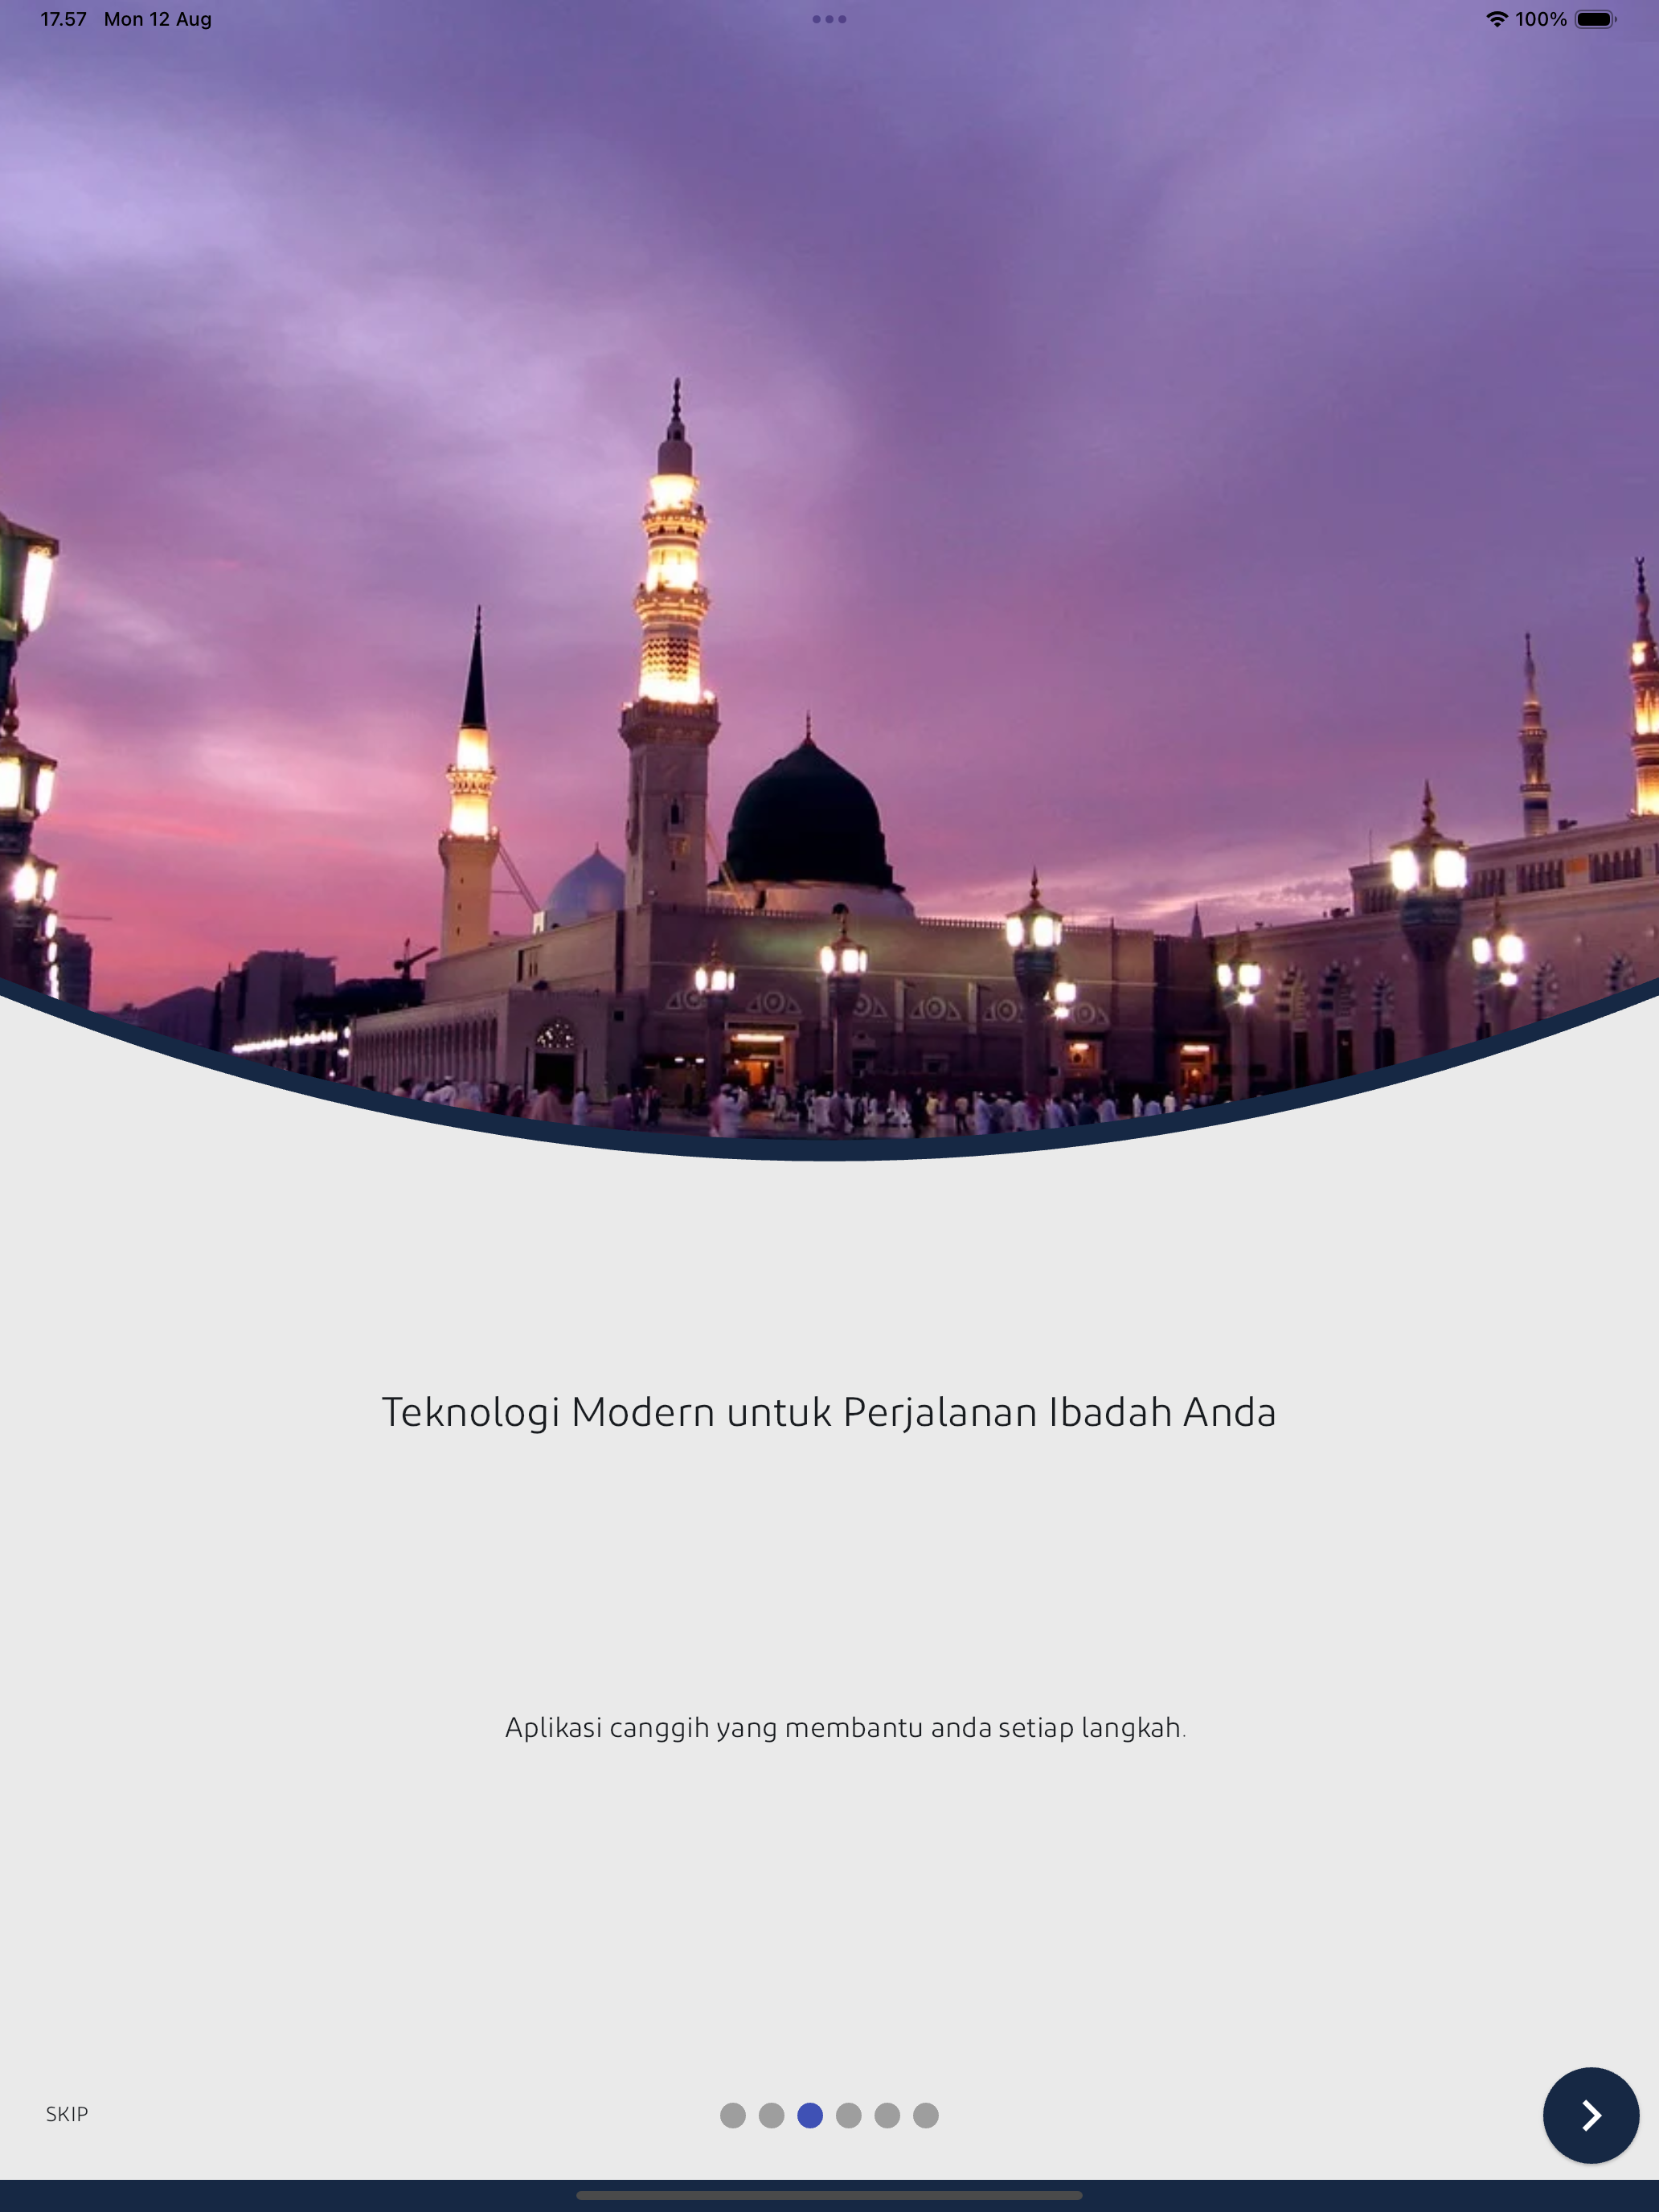 17.57 Mon 12 Aug
100%
Teknologi Modern untuk Perjalanan Ibadah Anda
Aplikasi canggih yang membantu anda setiap langkah.
SKIP